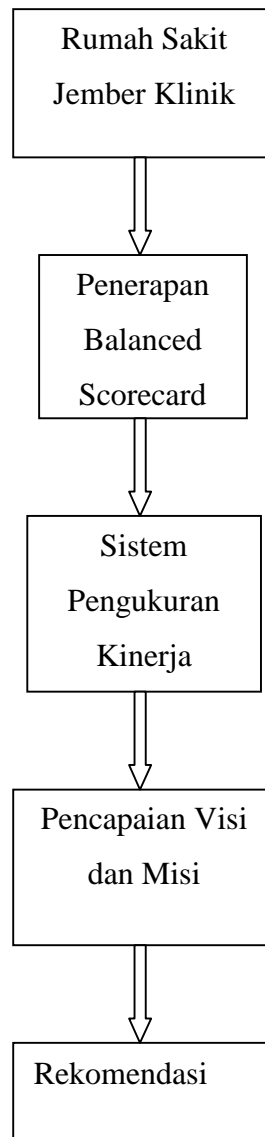 Rumah Sakit
Jember Klinik
Penerapan
Balanced
Scorecard
Sistem
Pengukuran
Kinerja
Pencapaian Visi
dan Misi
Rekomendasi